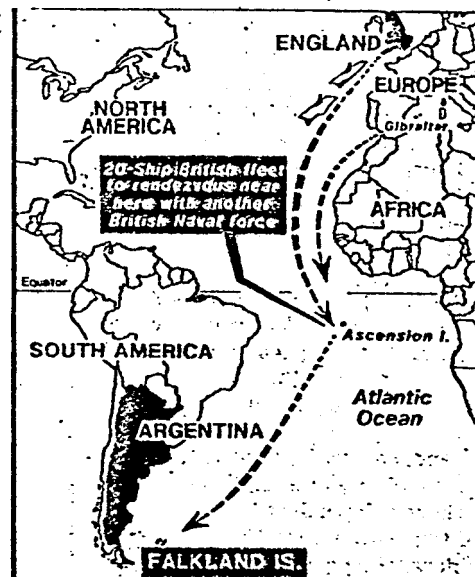 ENGLAND
EUROPE
NORTH
AMERICA
Gibraltar
20-Ship British fleet
to rendezvous near
here with another
British Naval force
AFRICA
Equator
Ascension I.
SOUTH AMERICA
Atlantic
Ocean
ARGENTINA
FALKLAND IS.